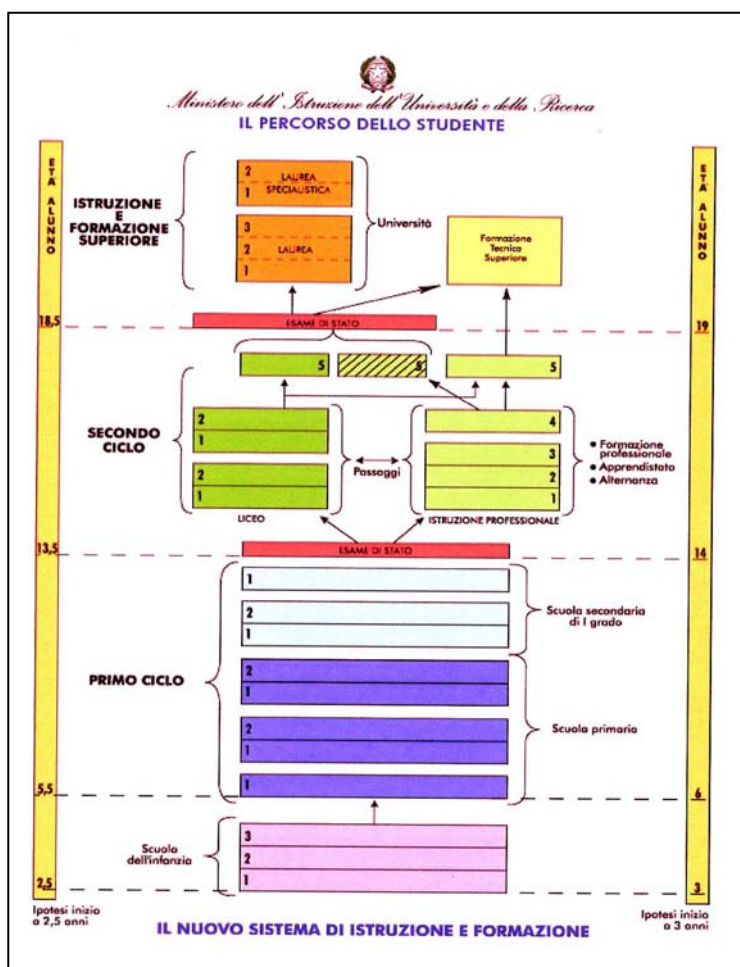 Ministero dell'Istruzione dell'Università e della Ricerca
IL PERCORSO DELLO STUDENTE
ETÀ ALUNNO
ETÀ ALUNNO
ISTRUZIONE
E
FORMAZIONE
SUPERIORE
2
LAUREA
1
SPECIALISTICA
3
2
LAUREA
1
Università
Formazione
Tecnica
Superiore
18,5
ESAME DI STATO
19
5
5
5
SECONDO
CICLO
2
1
2
1
LICEO
Passaggi
4
3
2
1
ISTRUZIONE PROFESSIONALE
• Formazione
professionale
• Apprendistato
• Alternanza
13,5
ESAME DI STATO
14
PRIMO CICLO
1
2
1
Scuola secondaria
di I grado
2
1
2
1
1
Scuola primaria
5,5
6
Scuola
dell'infanzia
3
2
1
2,5
3
Ipotesi inizio
a 2,5 anni
Ipotesi inizio
a 3 anni
IL NUOVO SISTEMA DI ISTRUZIONE E FORMAZIONE